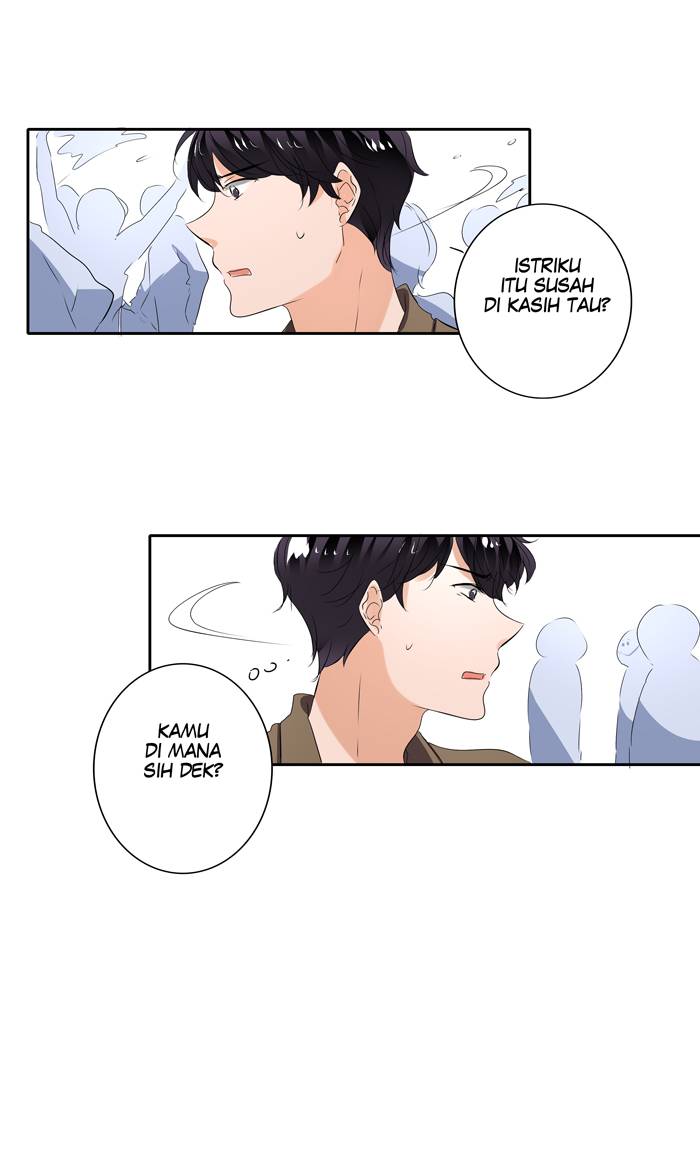 ISTRIKU
ITU SUSAH
DI KASIH TAU?
KAMU
DI MANA
SIH DEK?